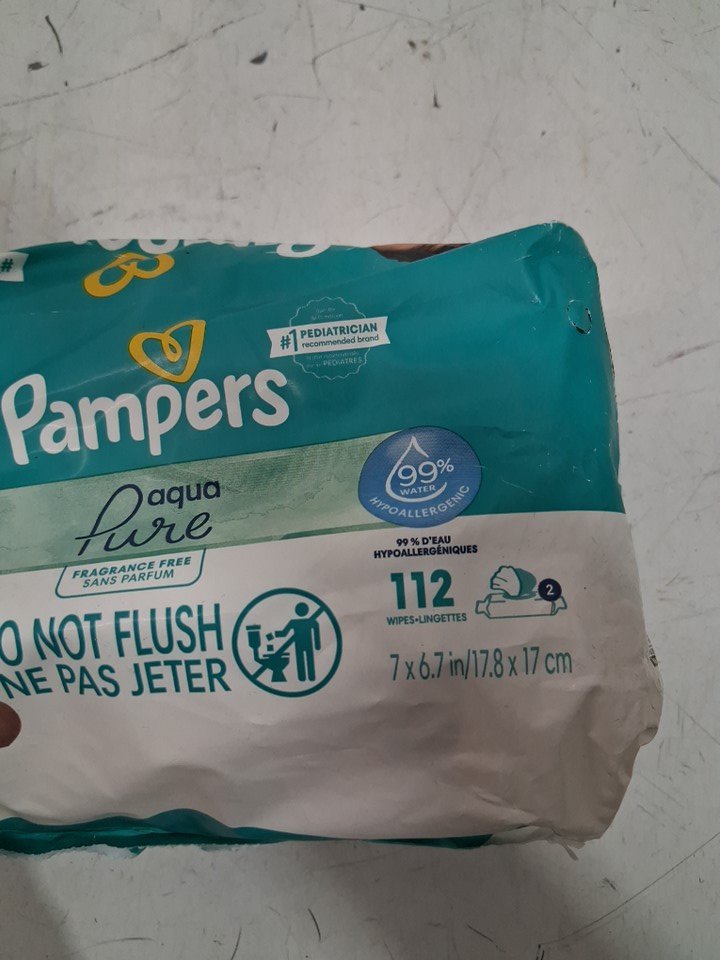 #
#1 PEDIATRICIAN
recommended brand
PÉDIATRES
Pampers
aqua
Pure
99%
WATER
HYPOALLERGENIC
FRAGRANCE FREE
SANS PARFUM
99 % D'EAU
HYPOALLERGÉNIQUES
112
WIPES•LINGETTES
2
O NOT FLUSH
NE PAS JETER
7 x 6.7 in/17.8 x 17 cm